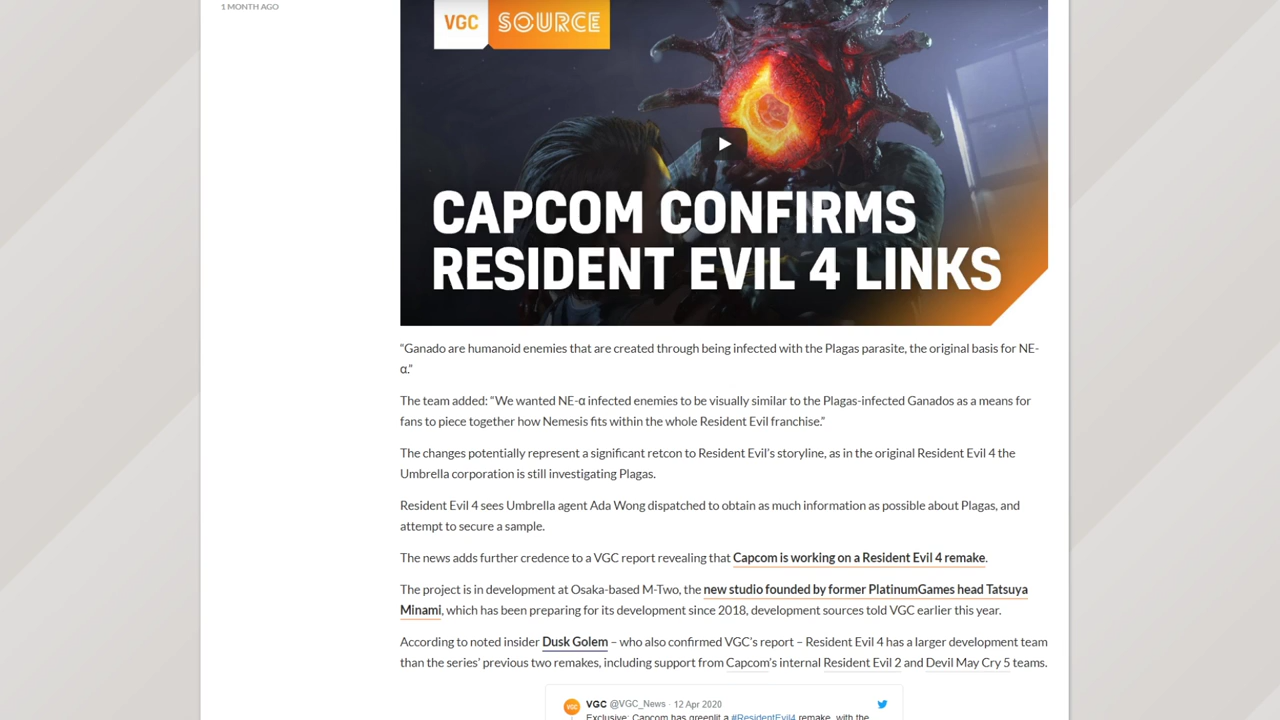 1 MONTH AGO
VGC SOURCE
CAPCOM CONFIRMS
RESIDENT EVIL 4 LINKS
“Ganado are humanoid enemies that are created through being infected with the Plagas parasite, the original basis for NE-
α.”
The team added: “We wanted NE-α infected enemies to be visually similar to the Plagas-infected Ganados as a means for
fans to piece together how Nemesis fits within the whole Resident Evil franchise.”
The changes potentially represent a significant retcon to Resident Evil’s storyline, as in the original Resident Evil 4 the
Umbrella corporation is still investigating Plagas.
Resident Evil 4 sees Umbrella agent Ada Wong dispatched to obtain as much information as possible about Plagas, and
attempt to secure a sample.
The news adds further credence to a VGC report revealing that Capcom is working on a Resident Evil 4 remake.
The project is in development at Osaka-based M-Two, the new studio founded by former PlatinumGames head Tatsuya
Minami, which has been preparing for its development since 2018, development sources told VGC earlier this year.
According to noted insider Dusk Golem – who also confirmed VGC’s report – Resident Evil 4 has a larger development team
than the series’ previous two remakes, including support from Capcom’s internal Resident Evil 2 and Devil May Cry 5 teams.
VGC VGC @VGC_News · 12 Apr 2020
Exclusive: Capcom has greenlit a #ResidentEvil4 remake, with the